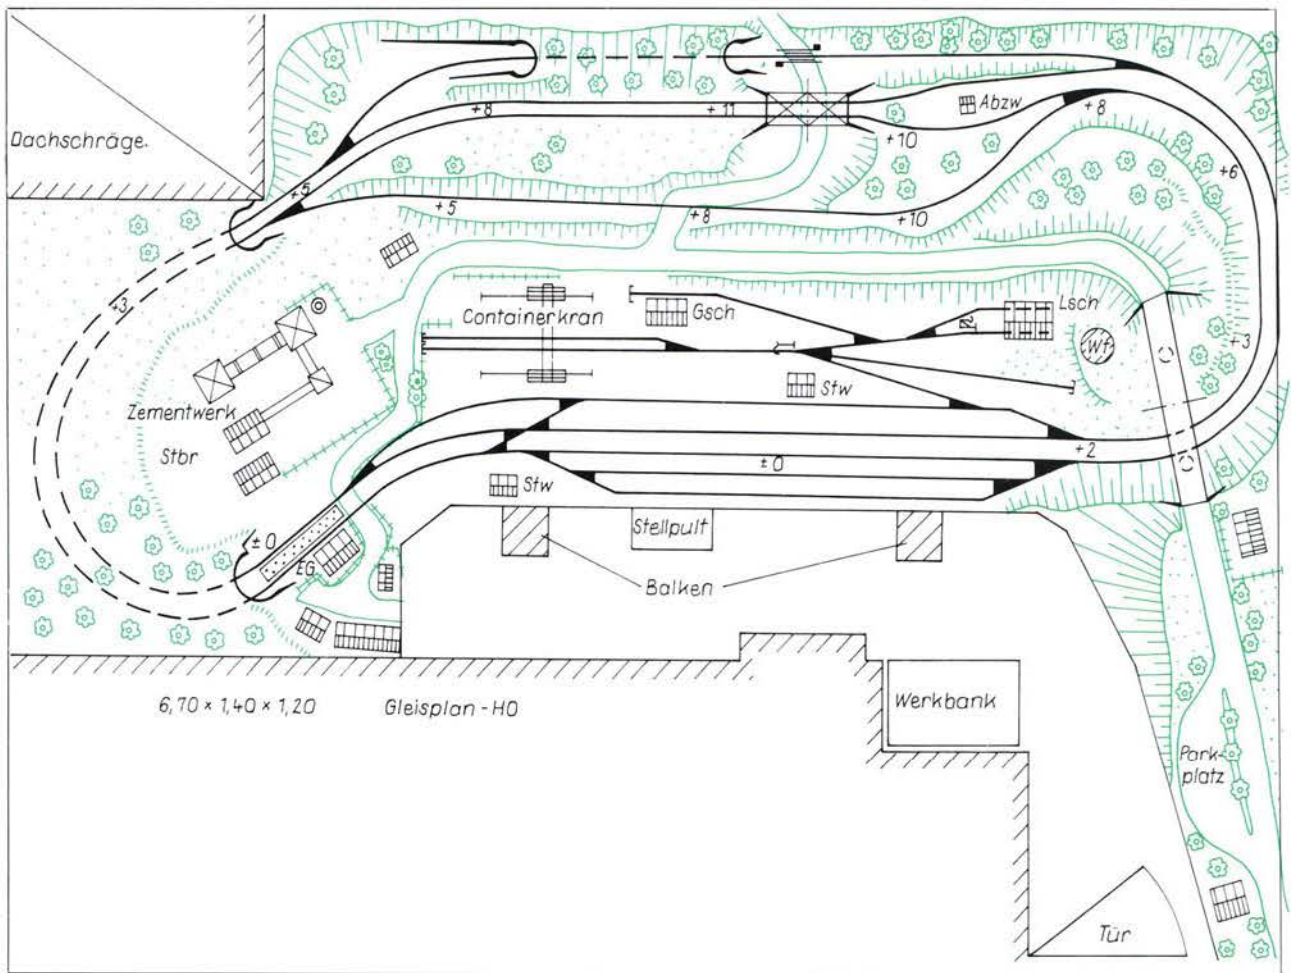 Dachschräge.
+8
+11
Abzw
+8
+10
+6
+5
+5
+8
+10
+3
Containerkran
Gsch
Lsch
Wf
+3
Stw
Zementwerk
Stbr
+2
±0
Stw
±0
EG
Stellpult
Balken
6,70 × 1,40 × 1,20
Gleisplan-H0
Werkbank
Park-
platz
Tür